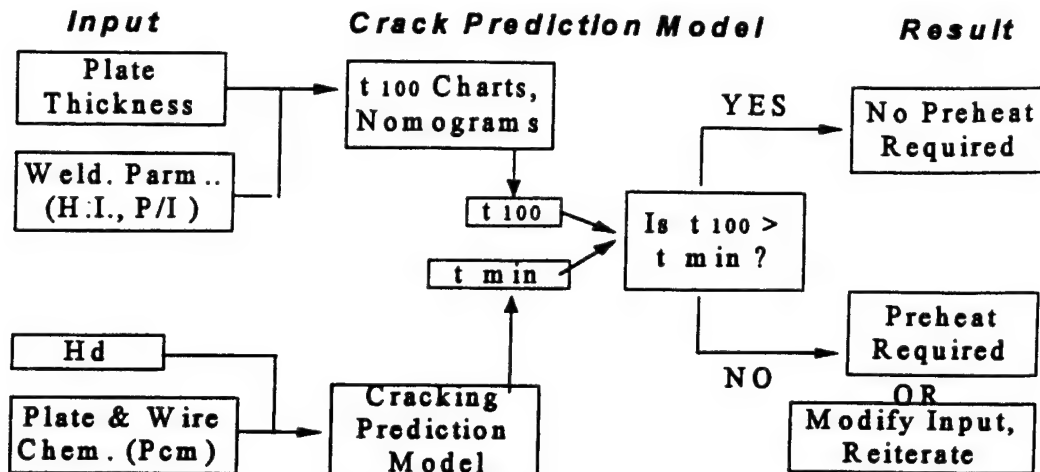 Input
Crack Prediction Model
Result
Plate
Thickness
t 100 Charts,
Nomograms
YES
No Preheat
Required
Weld. Parm..
(H.I., P/I )
t 100
Is t 100 >
t min ?
t min
Hd
Preheat
Required
NO
OR
Plate & Wire
Chem. (Pcm)
Cracking
Prediction
Model
Modify Input,
Reiterate